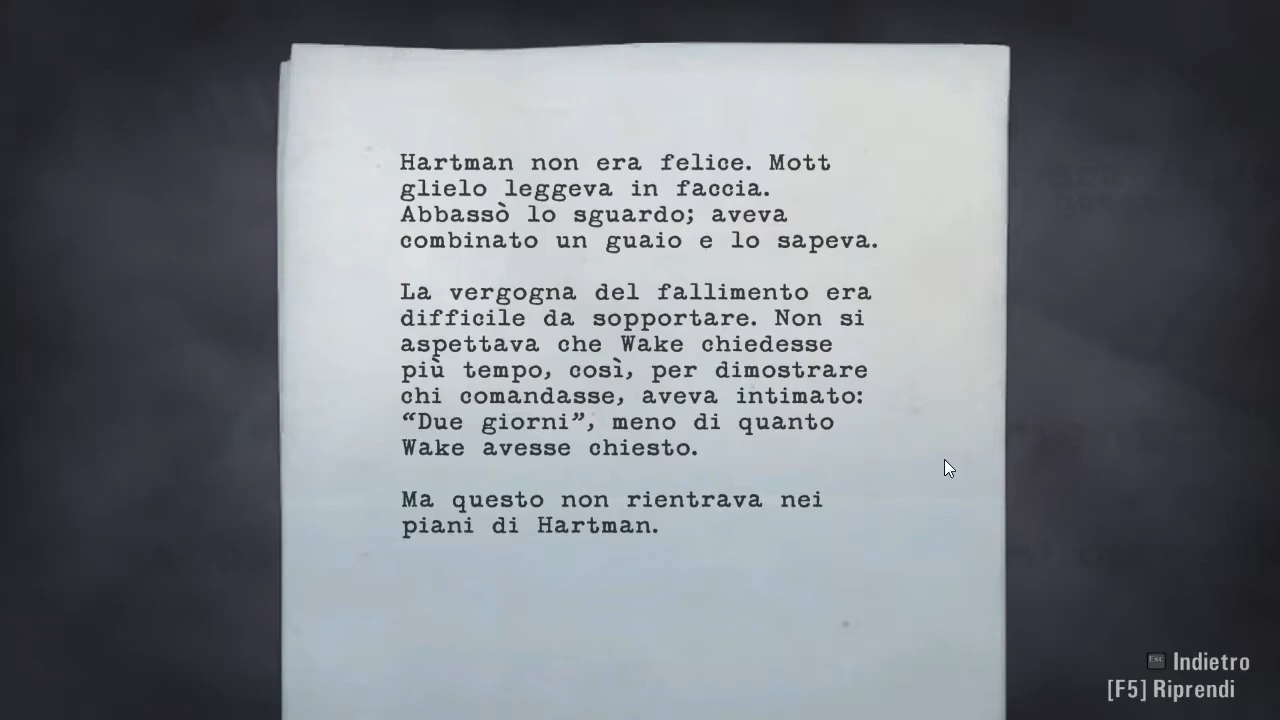 Hartman non era felice. Mott
glielo leggeva in faccia.
Abbassò lo sguardo; aveva
combinato un guaio e lo sapeva.
La vergogna del fallimento era
difficile da sopportare. Non si
aspettava che Wake chiedesse
più tempo, così, per dimostrare
chi comandasse, aveva intimato:
“Due giorni”, meno di quanto
Wake avesse chiesto.
Ma questo non rientrava nei
piani di Hartman.
Esc Indietro
[F5] Riprendi